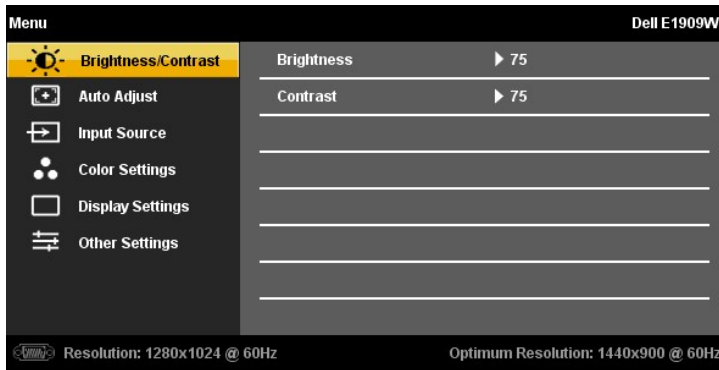 Menu Dell E1909W
Brightness/Contrast Brightness 75
Auto Adjust Contrast 75
Input Source
Color Settings
Display Settings
Other Settings
Resolution: 1280x1024 @ 60Hz Optimum Resolution: 1440x900 @ 60Hz